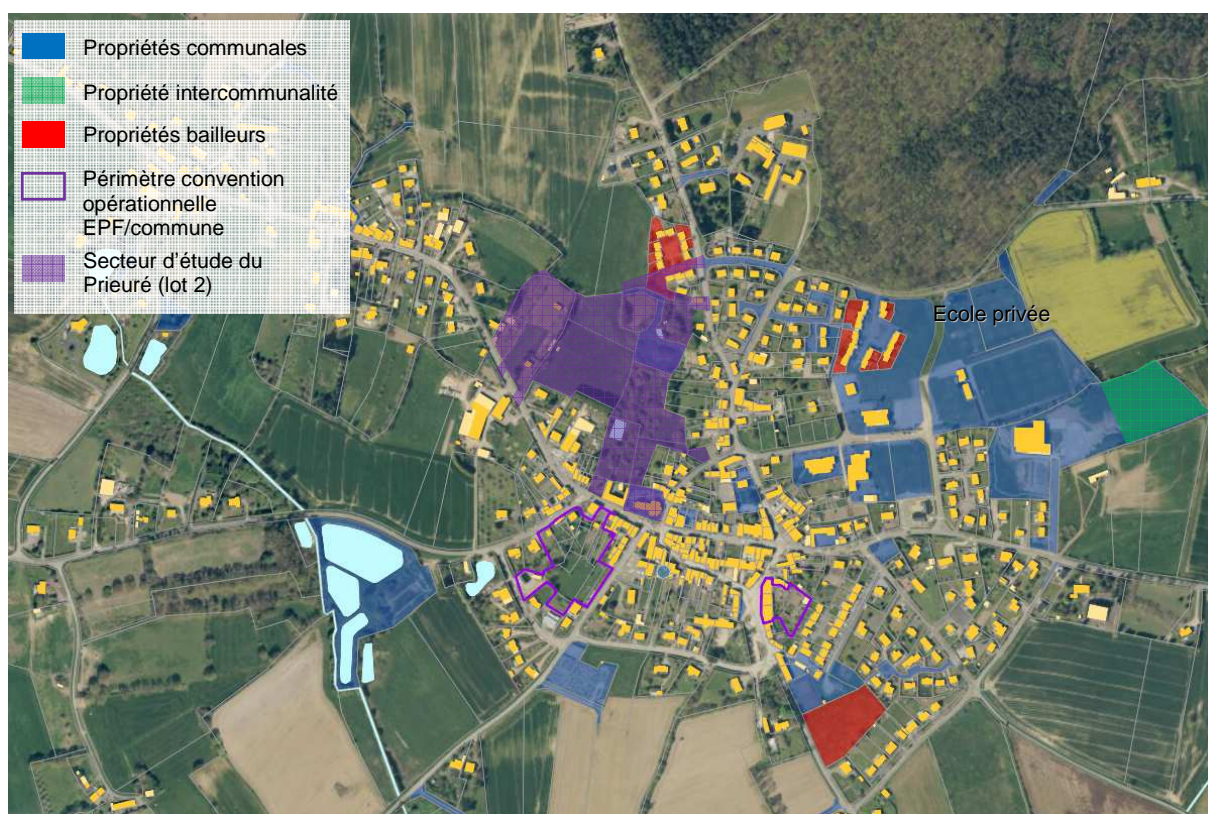 Propriétés communales
Propriété intercommunalité
Propriétés bailleurs
Périmètre convention
opérationnelle
EPF/commune
Secteur d'étude du
Prieuré (lot 2)
Ecole privée